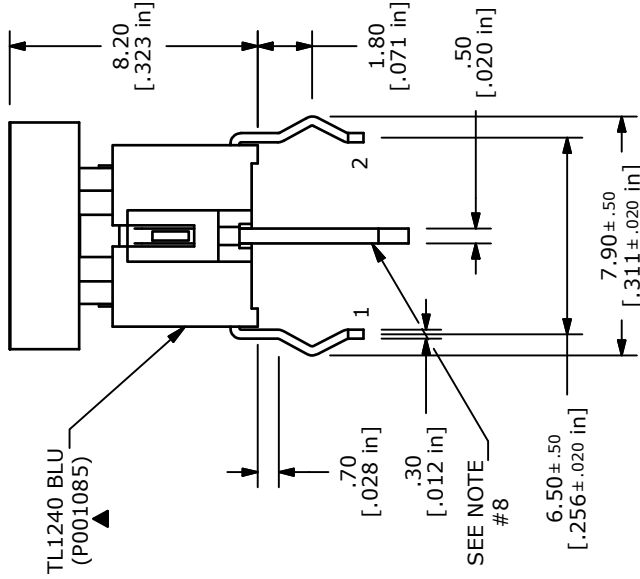 8.20
[.323 in]
1.80
[.071 in]
.50
[.020 in]
TL1240 BLU
(P001085)
2
1
.70
[.028 in]
.30
[.012 in]
SEE NOTE
#8
6.50±.50
[.256±.020 in]
7.90±.50
[.311±.020 in]